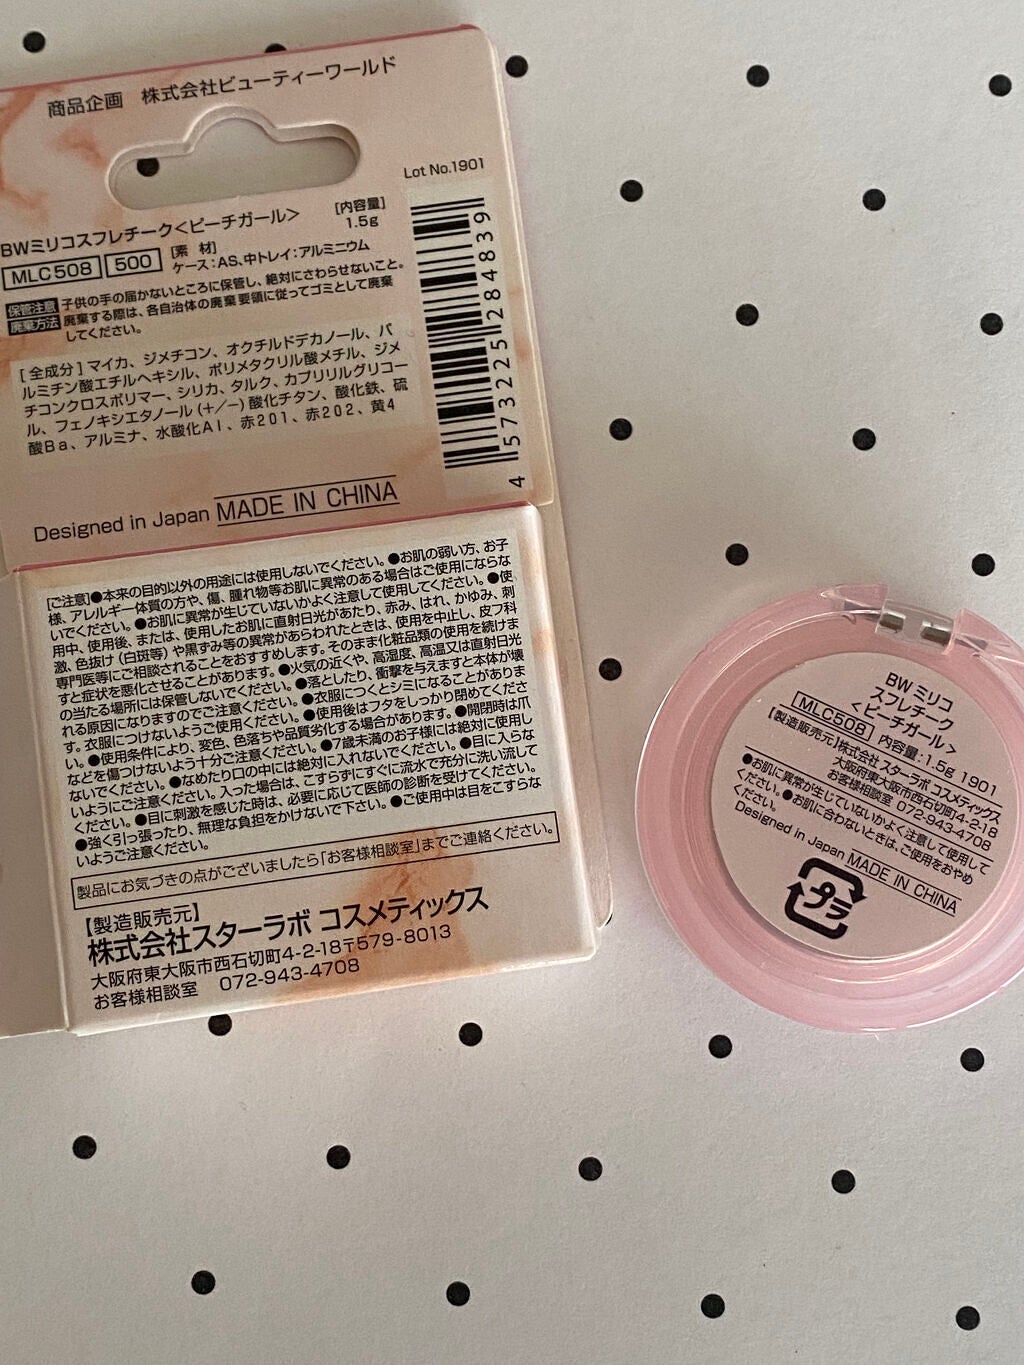 商品企画 株式会社ビューティーワールド
Lot No.1901
BWミリコスフレチーク<ピーチガール>
[内容量]
1.5g
MLC508 500
[素 材]
ケース：AS、中トレイ：アルミニウム
保管注意 子供の手の届かないところに保管し、絶対にさわらせないこと。
廃棄方法 廃棄する際は、各自治体の廃棄要領に従ってゴミとして廃棄
してください。
[全成分]マイカ、ジメチコン、オクチルドデカノール、パ
ルミチン酸エチルヘキシル、ポリメタクリル酸メチル、ジメ
チコンクロスポリマー、シリカ、タルク、カプリリルグリコー
ル、フェノキシエタノール(+/−)酸化チタン、酸化鉄、硫
酸Ba、アルミナ、水酸化Al、赤201、赤202、黄4
4573225284839
Designed in Japan MADE IN CHINA
[ご注意]●本来の目的以外の用途には使用しないでください。●お肌の弱い方、お子
様、アレルギー体質の方や、傷、腫れ物等お肌に異常のある場合はご使用にならな
いでください。●お肌に異常が生じていないかよく注意して使用してください。●使
用中、使用後、または、使用したお肌に直射日光があたり、赤み、はれ、かゆみ、刺
激、色抜け(白斑等)や黒ずみ等の異常があらわれたときは、使用を中止し、皮フ科
専門医等にご相談されることをおすすめします。そのまま化粧品類の使用を続けま
すと症状を悪化させることがあります。●火気の近くや、高湿度、高温又は直射日光
の当たる場所には保管しないでください。●落としたり、衝撃を与えますと本体が壊
れる原因になりますのでご注意ください。●衣服につくとシミになることがありま
す。衣服につけないようご使用ください。●使用後はフタをしっかり閉めてくださ
い。●使用条件により、変色、色落ちや品質劣化する場合があります。●開閉時は爪
などを傷つけないよう十分ご注意ください。●7歳未満のお子様には絶対に使用し
ないでください。●なめたり口の中には絶対に入れないでください。●目に入らな
いようにご注意ください。入った場合は、こすらずにすぐに流水で充分に洗い流して
ください。●目に刺激を感じた時は、必要に応じて医師の診断を受けてください。
●強く引っ張ったり、無理な負担をかけないで下さい。●ご使用中は目をこすらな
いようご注意ください。
製品にお気づきの点がございましたら「お客様相談室」までご連絡ください。
【製造販売元】
株式会社スターラボ コスメティックス
大阪府東大阪市西石切町4-2-18〒579-8013
お客様相談室 072-943-4708
BW ミリコ
スフレチーク
<ピーチガール>
MLC508 内容量：1.5g 1901
【製造販売元】株式会社 スターラボ コスメティックス
大阪府東大阪市西石切町4-2-18
お客様相談室 072-943-4708
●お肌に異常が生じていないかよく注意して使用して
ください。●お肌に合わないときは、ご使用をおやめ
ください。
Designed in Japan MADE IN CHINA
プラ